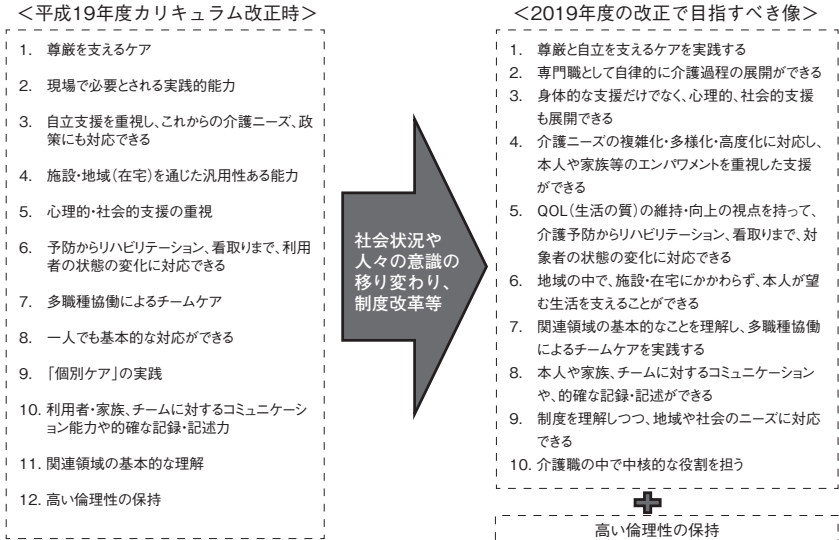 ＜平成19年度カリキュラム改正時＞
1. 尊厳を支えるケア
2. 現場で必要とされる実践的能力
3. 自立支援を重視し、これからの介護ニーズ、政
策にも対応できる
4. 施設・地域（在宅）を通じた汎用性ある能力
5. 心理的・社会的支援の重視
6. 予防からリハビリテーション、看取りまで、利用
者の状態の変化に対応できる
7. 多職種協働によるチームケア
8. 一人でも基本的な対応ができる
9. 「個別ケア」の実践
10. 利用者・家族、チームに対するコミュニケーシ
ョン能力や的確な記録・記述力
11. 関連領域の基本的な理解
12. 高い倫理性の保持
社会状況や
人々の意識の
移り変わり、
制度改革等
＜2019年度の改正で目指すべき像＞
1. 尊厳と自立を支えるケアを実践する
2. 専門職として自律的に介護過程の展開ができる
3. 身体的な支援だけでなく、心理的、社会的支援
も展開できる
4. 介護ニーズの複雑化・多様化・高度化に対応し、
本人や家族等のエンパワメントを重視した支援
ができる
5. QOL（生活の質）の維持・向上の視点を持って、
介護予防からリハビリテーション、看取りまで、対
象者の状態の変化に対応できる
6. 地域の中で、施設・在宅にかかわらず、本人が望
む生活を支えることができる
7. 関連領域の基本的なことを理解し、多職種協働
によるチームケアを実践する
8. 本人や家族、チームに対するコミュニケーション
や、的確な記録・記述ができる
9. 制度を理解しつつ、地域や社会のニーズに対応
できる
10. 介護職の中で中核的な役割を担う
高い倫理性の保持